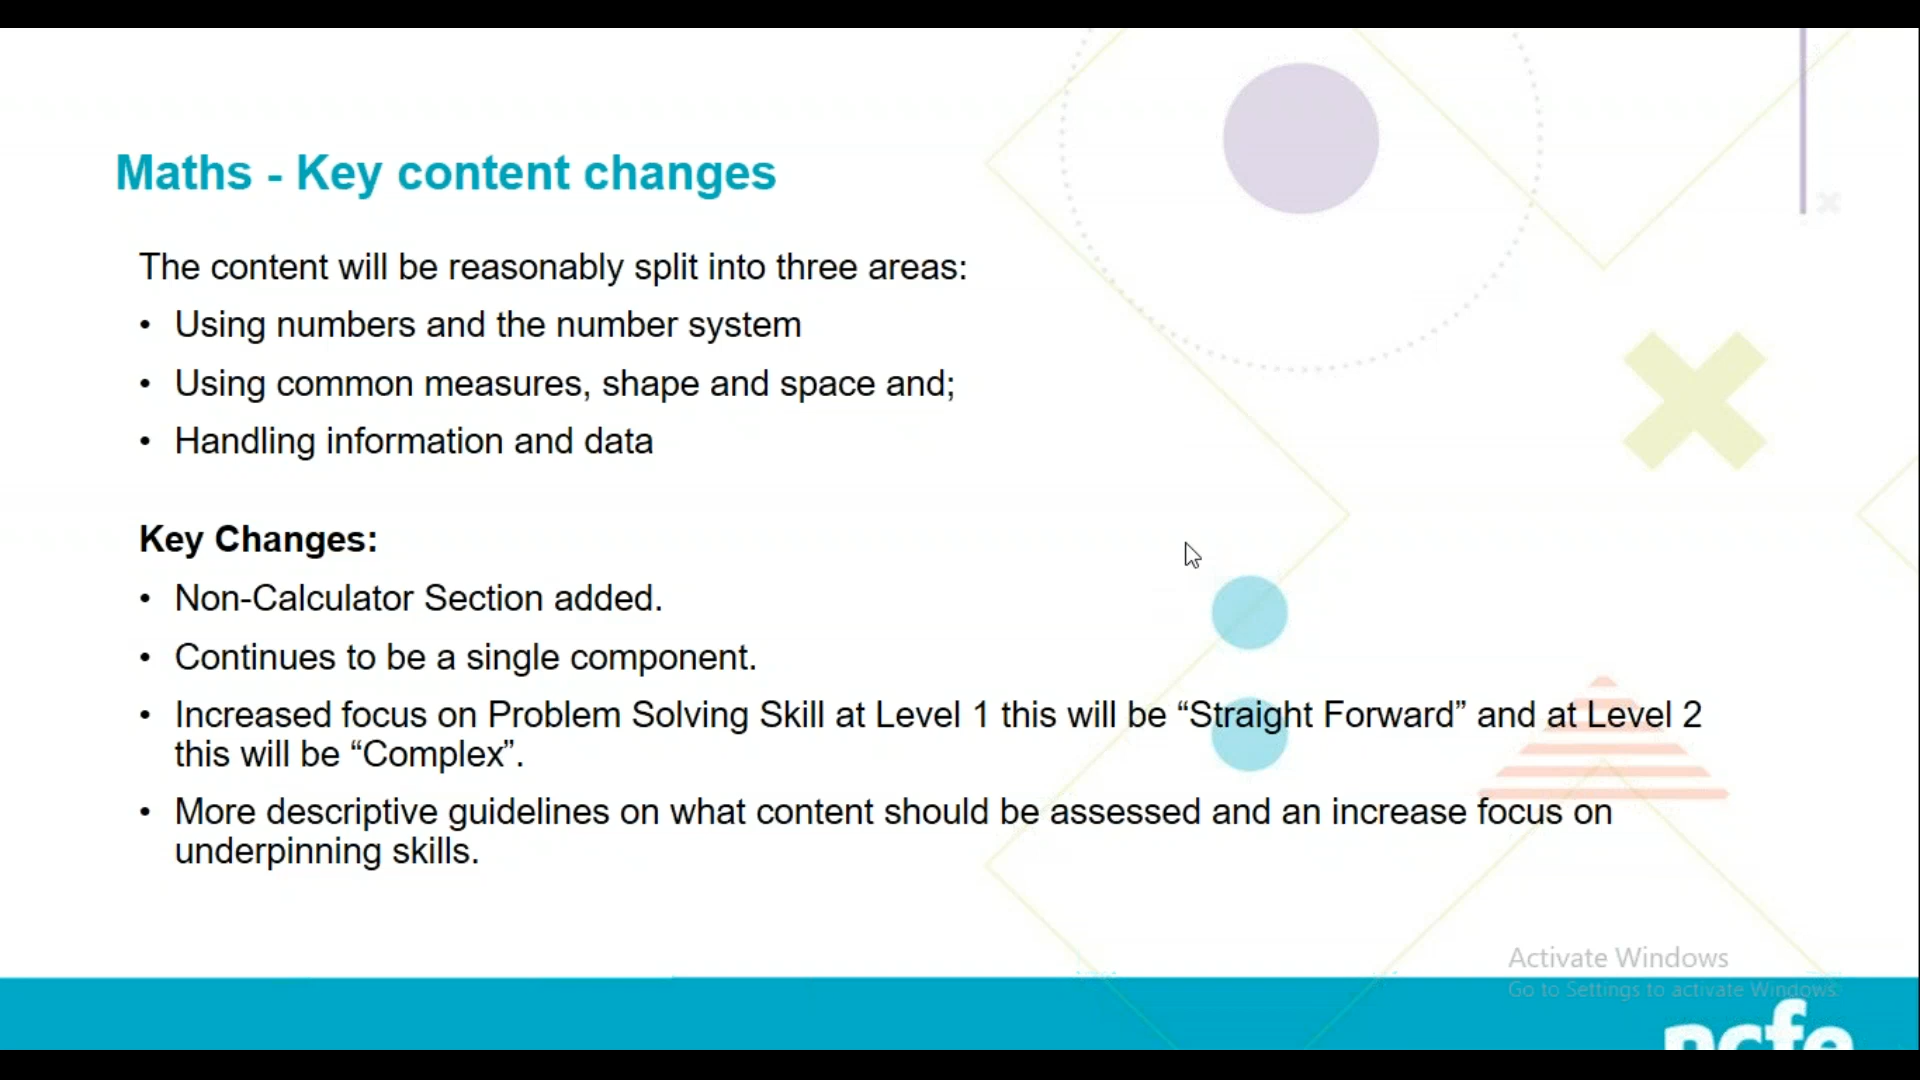 Maths - Key content changes
The content will be reasonably split into three areas:
• Using numbers and the number system
• Using common measures, shape and space and;
• Handling information and data
Key Changes:
• Non-Calculator Section added.
• Continues to be a single component.
• Increased focus on Problem Solving Skill at Level 1 this will be “Straight Forward” and at Level 2
this will be “Complex”.
• More descriptive guidelines on what content should be assessed and an increase focus on
underpinning skills.
Activate Windows
Go to Settings to activate Windows.
ncfe